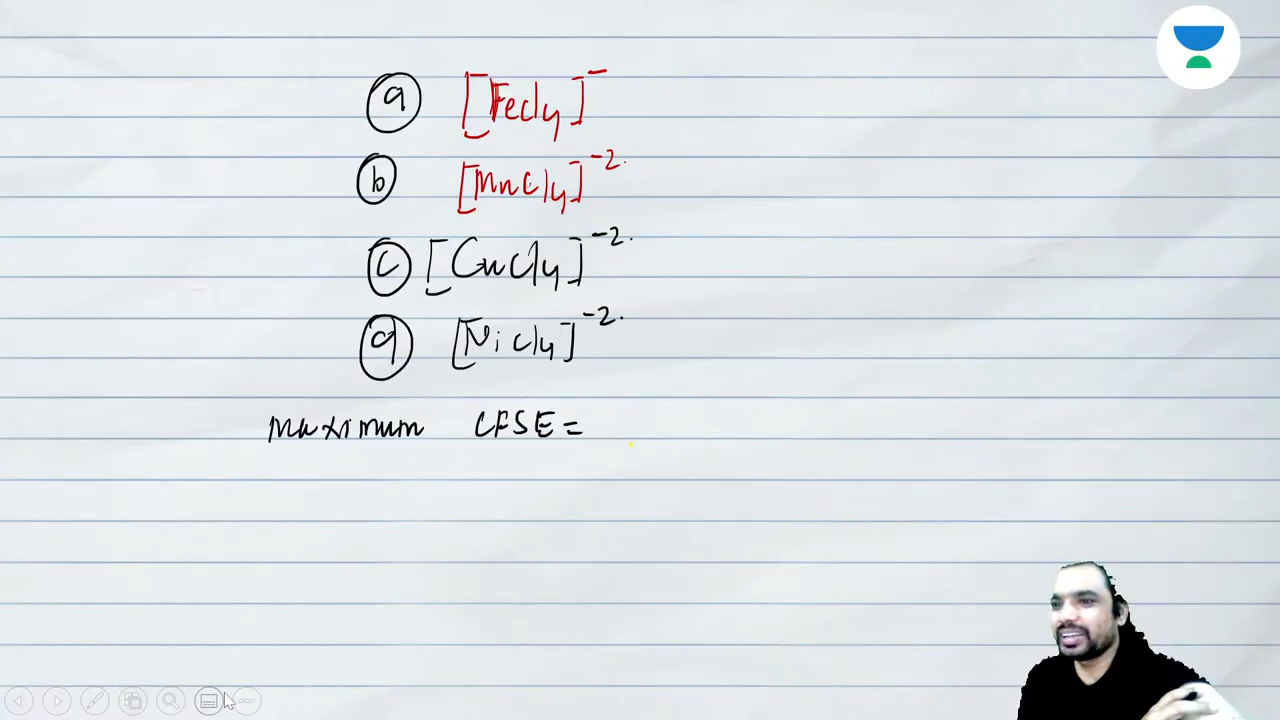 a [FeCl4]-
b [MnCl4]-2.
c [CuCl4]-2.
d [NiCl4]-2.
Maximum CFSE=